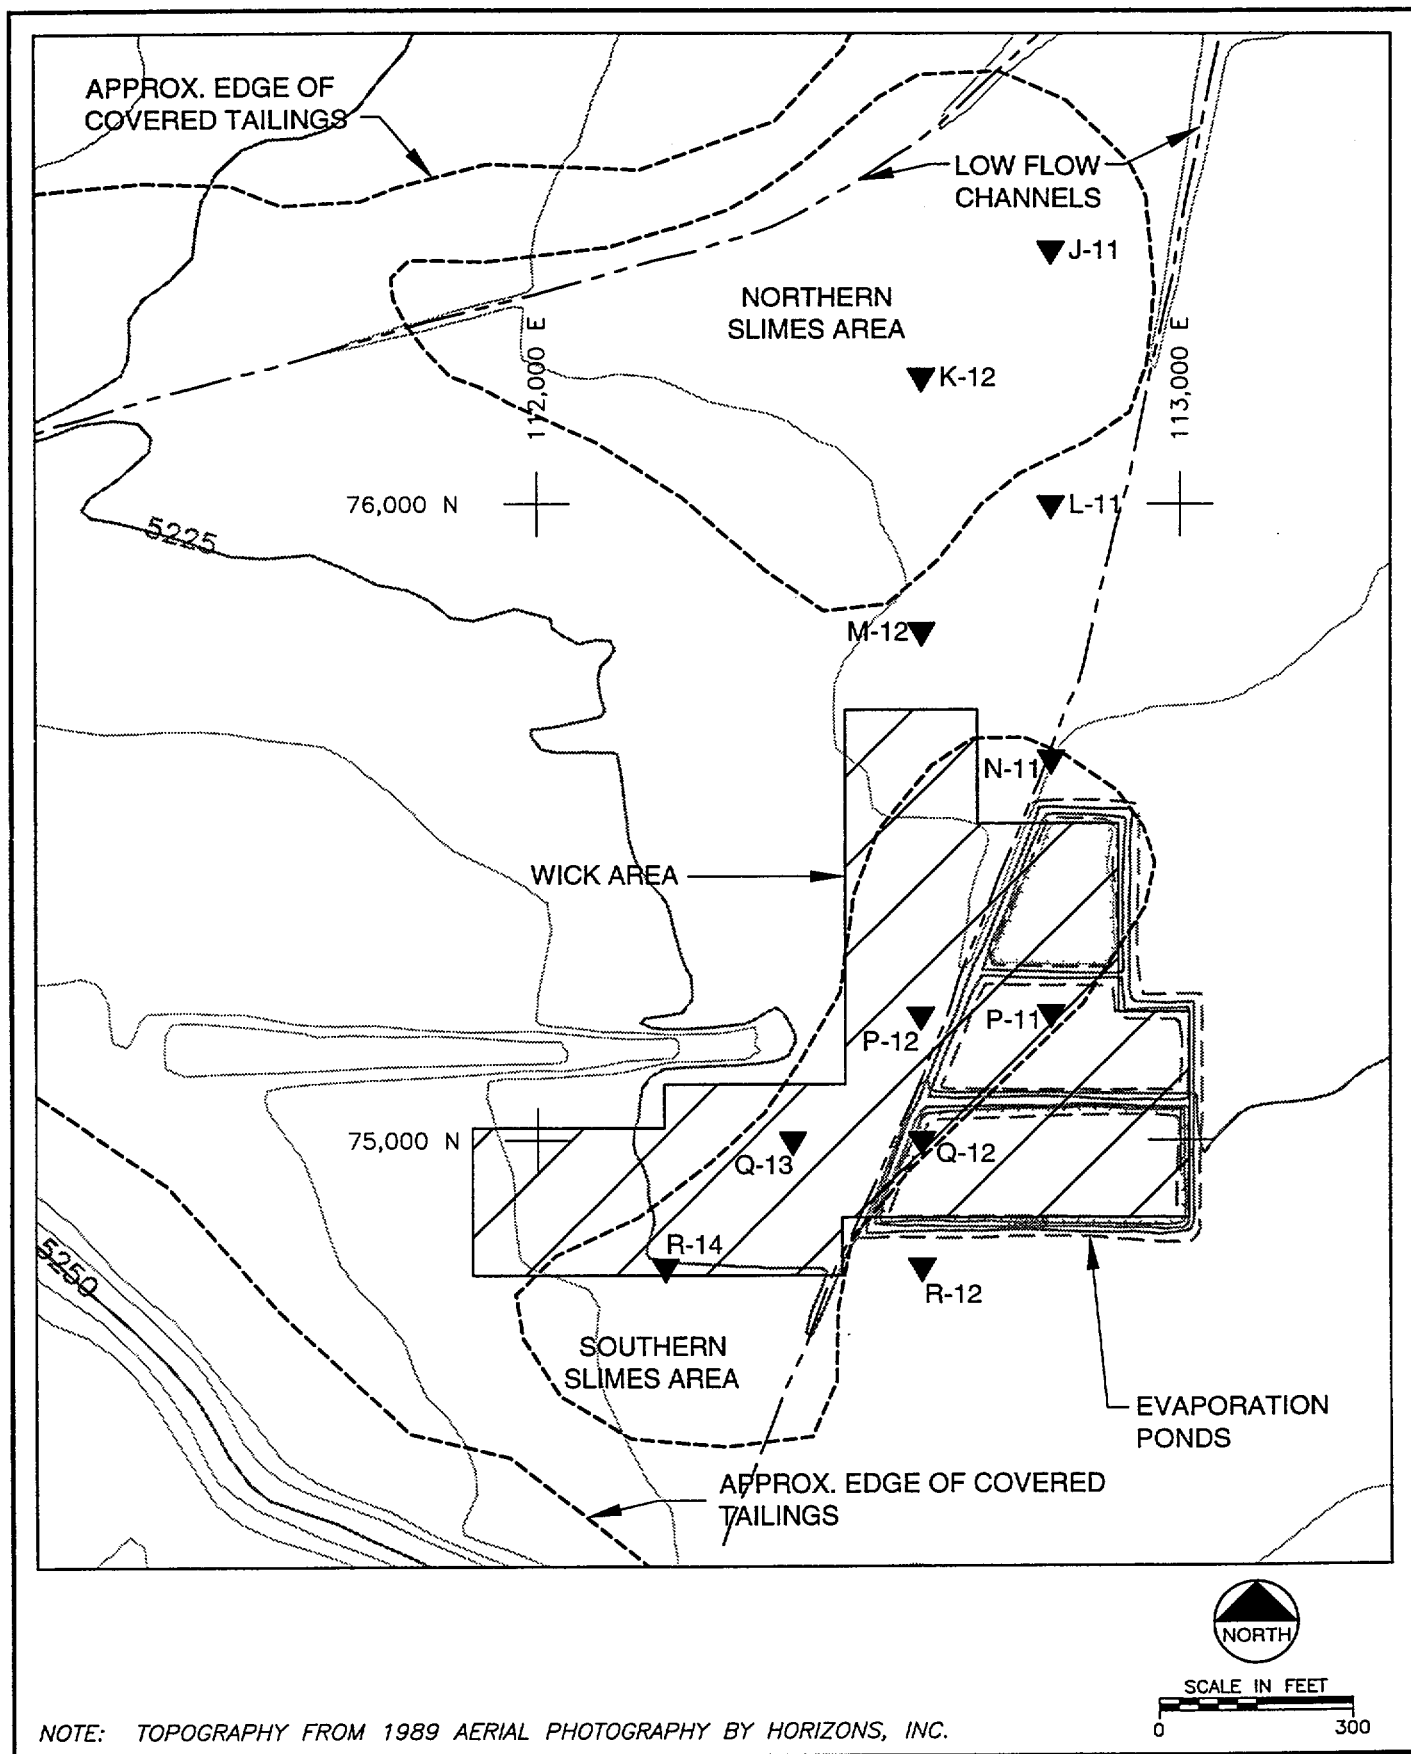 APPROX. EDGE OF
COVERED TAILINGS
LOW FLOW
CHANNELS
J-11
NORTHERN
SLIMES AREA
112,000 E
113,000 E
K-12
76,000 N
L-11
5225
M-12
N-11
WICK AREA
P-12
P-11
75,000 N
Q-13
Q-12
R-14
5250
R-12
SOUTHERN
SLIMES AREA
EVAPORATION
PONDS
APPROX. EDGE OF COVERED
TAILINGS
NORTH
SCALE IN FEET
0 300
NOTE: TOPOGRAPHY FROM 1989 AERIAL PHOTOGRAPHY BY HORIZONS, INC.